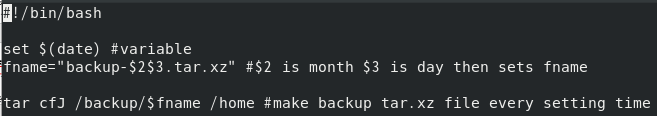 #!/bin/bash
set $(date) #variable
fname="backup-$2$3.tar.xz" #$2 is month $3 is day then sets fname
tar cfJ /backup/$fname /home #make backup tar.xz file every setting time